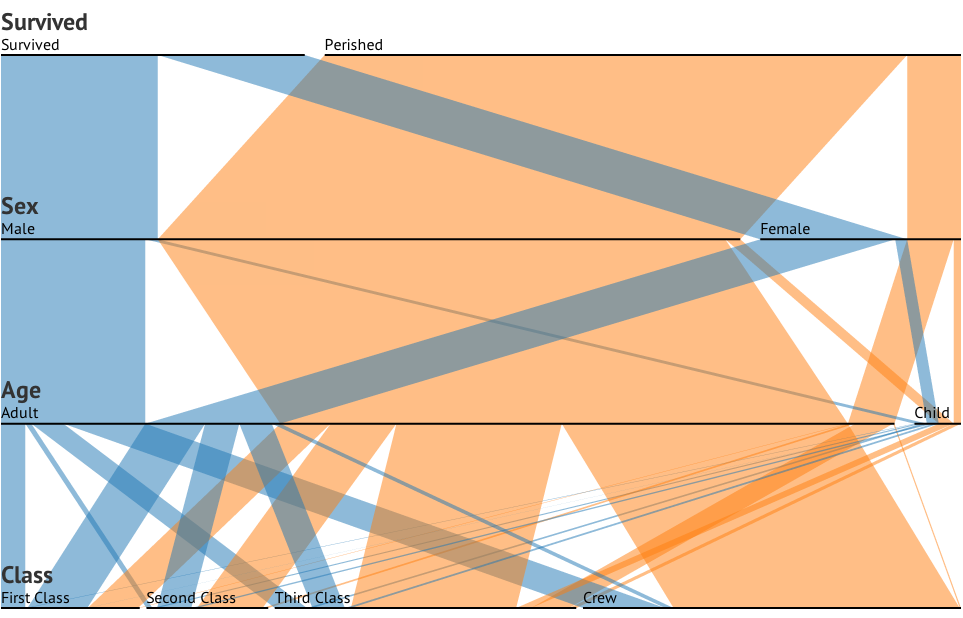 Survived
Survived Perished
Sex
Male Female
Age
Adult Child
Class
First Class Second Class Third Class Crew